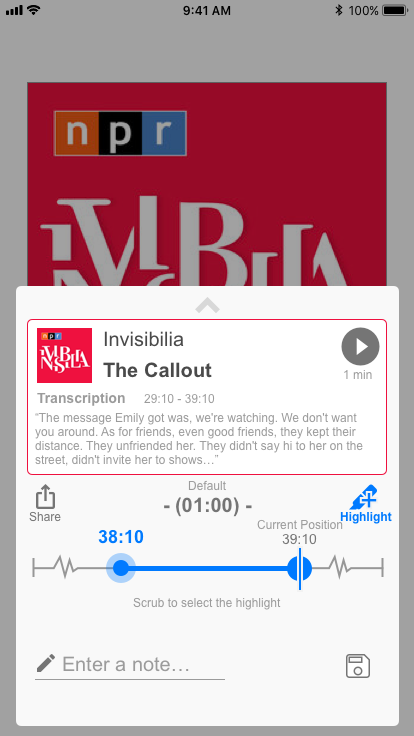 9:41 AM
100%
npr
INVISIBILIA
npr
INVISIBILIA
Invisibilia
The Callout
1 min
Transcription 29:10 - 39:10
“The message Emily got was, we're watching. We don't want
you around. As for friends, even good friends, they kept their
distance. They unfriended her. They didn't say hi to her on the
street, didn't invite her to shows…”
Default
- (01:00) -
Share
Highlight
Current Position
38:10
39:10
Scrub to select the highlight
Enter a note…